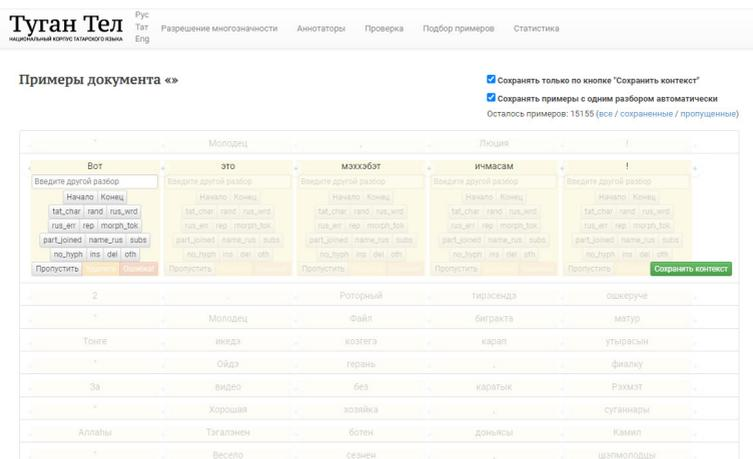 Туган Тел
НАЦИОНАЛЬНЫЙ КОРПУС ТАТАРСКОГО ЯЗЫКА
Рус
Тат
Eng
Разрешение многозначности Аннотаторы Проверка Подбор примеров Статистика
Примеры документа «»
Сохранять только по кнопке "Сохранить контекст"
Сохранять примеры с одним разбором автоматически
Осталось примеров: 15155 (все / сохраненные / пропущенные)
" Молодец , Люция !
Вот это мэххэбэт ичмасам !
Введите другой разбор Введите другой разбор Введите другой разбор Введите другой разбор Введите другой разбор
Начало Конец Начало Конец Начало Конец Начало Конец Начало Конец
tat_char rand rus_wrd tat_char rand rus_wrd tat_char rand rus_wrd tat_char rand rus_wrd tat_char rand rus_wrd
rus_err rep morph_tok rus_err rep morph_tok rus_err rep morph_tok rus_err rep morph_tok rus_err rep morph_tok
part_joined name_rus subs part_joined name_rus subs part_joined name_rus subs part_joined name_rus subs part_joined name_rus subs
no_hyph ins del oth no_hyph ins del oth no_hyph ins del oth no_hyph ins del oth no_hyph ins del oth
Пропустить Удалить Ошибка! Пропустить Пропустить Пропустить Пропустить Сохранить контекст
2 . Роторный тирэсендэ ошкеруче
" Молодец Файл бигракта матур
Тонге икедэ козгегэ карап утырасын
" Ойдэ герань , фиалку
За видео без каратык Рэхмэт
" Хорошая хозяйка , суганнары
Аллаһы Тэгалэнен ботен доньясы Камил
" Весело сезнен , шэпмолодцы